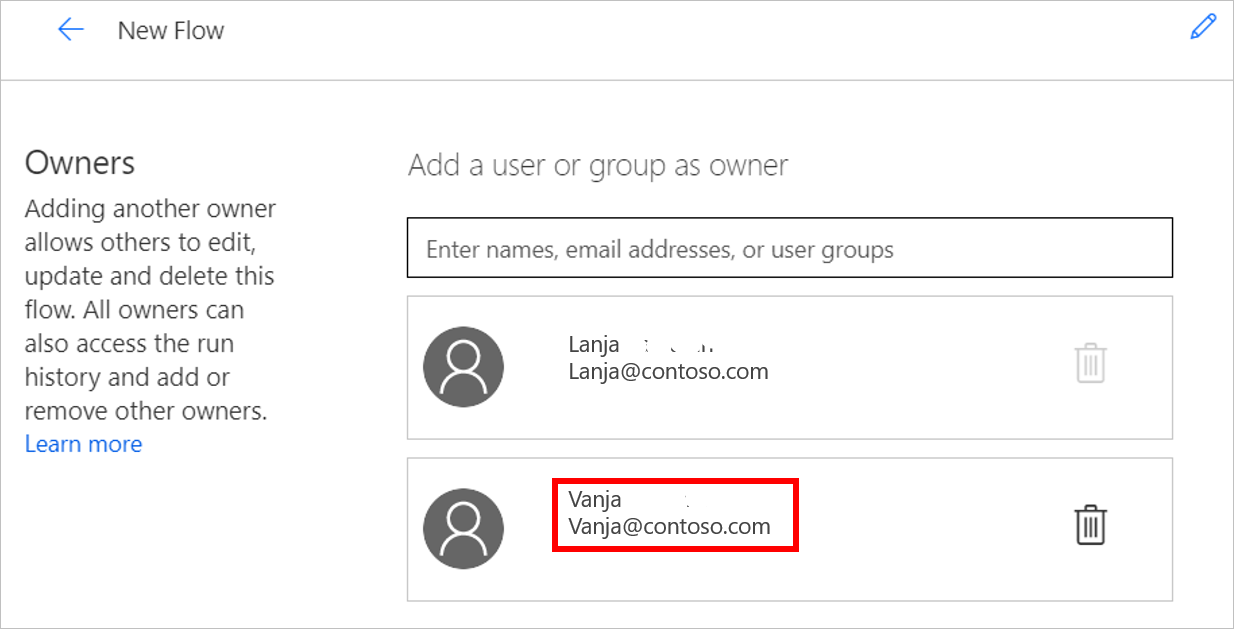 New Flow
Owners
Adding another owner
allows others to edit,
update and delete this
flow. All owners can
also access the run
history and add or
remove other owners.
Learn more
Add a user or group as owner
Enter names, email addresses, or user groups
Lanja
Lanja@contoso.com
Vanja
Vanja@contoso.com